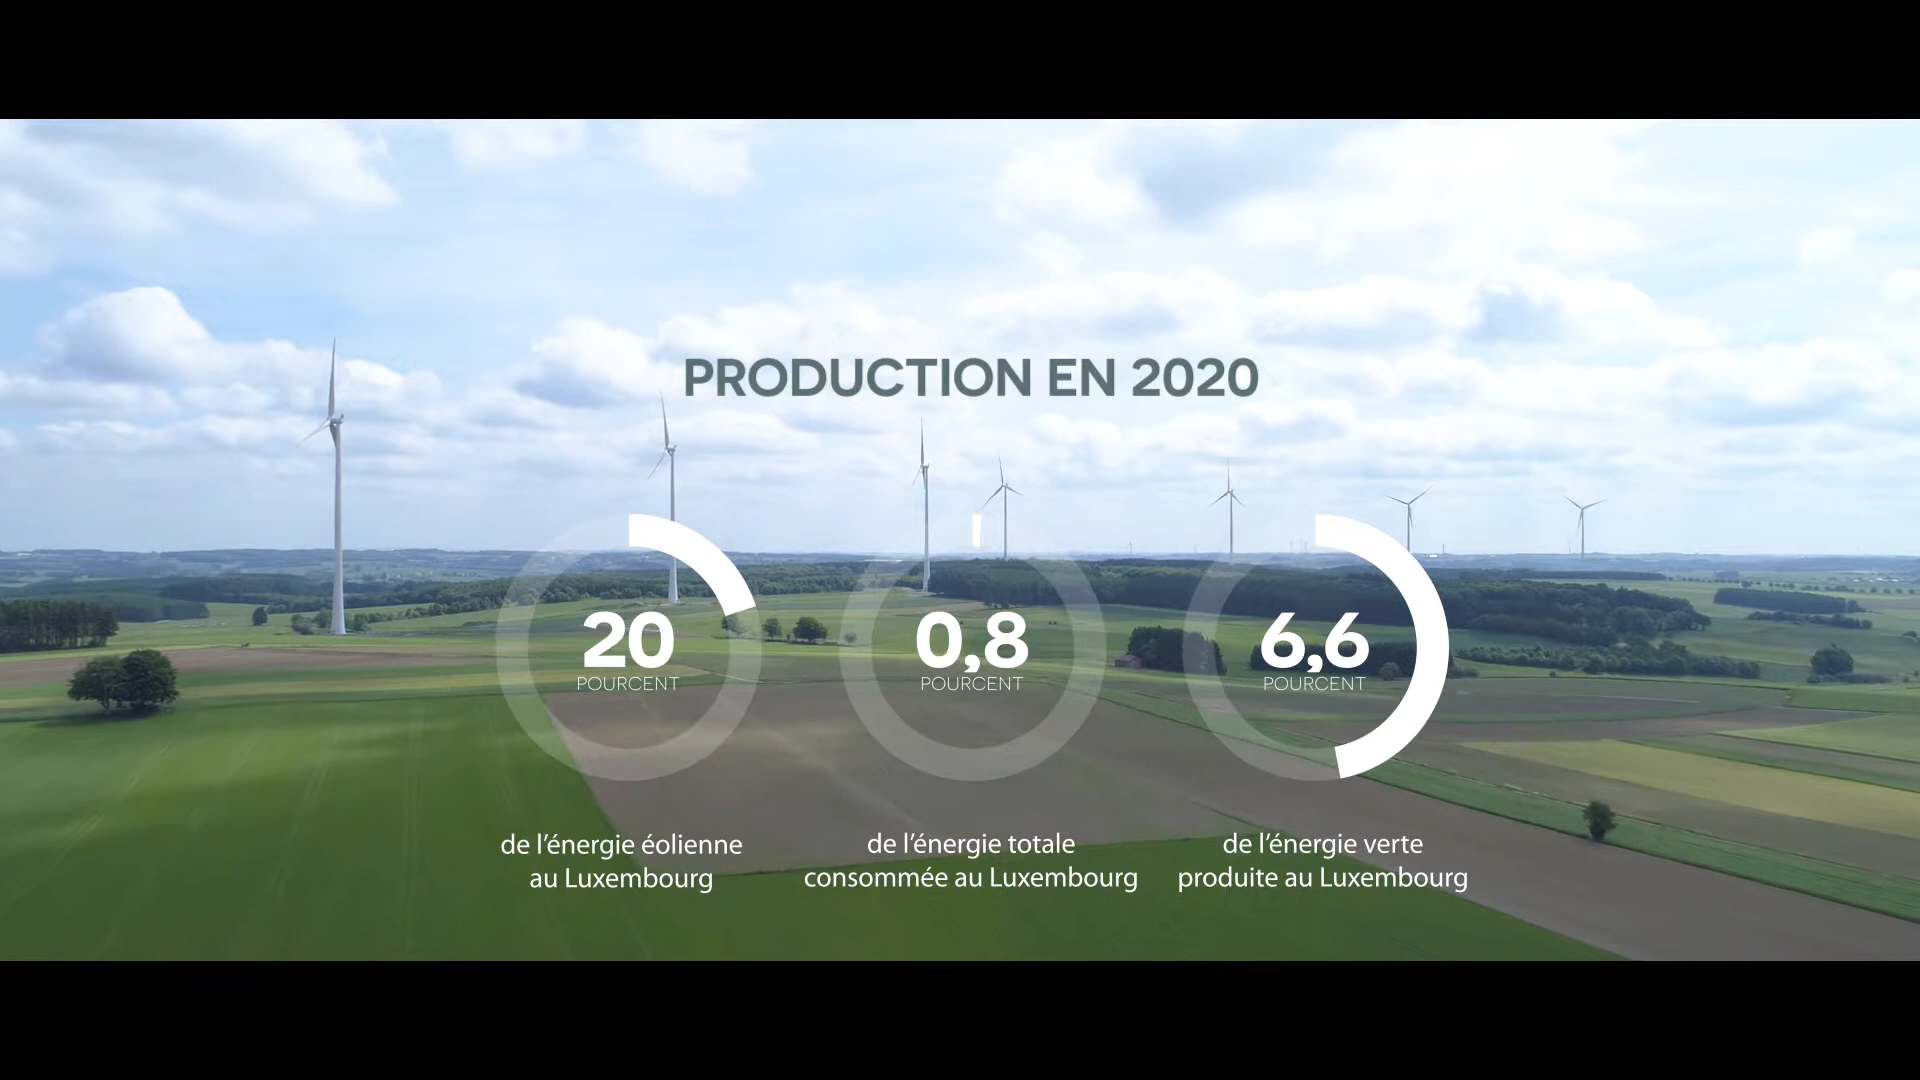 PRODUCTION EN 2020
20
POURCENT
de l’énergie éolienne
au Luxembourg
0,8
POURCENT
de l’énergie totale
consommée au Luxembourg
6,6
POURCENT
de l’énergie verte
produite au Luxembourg